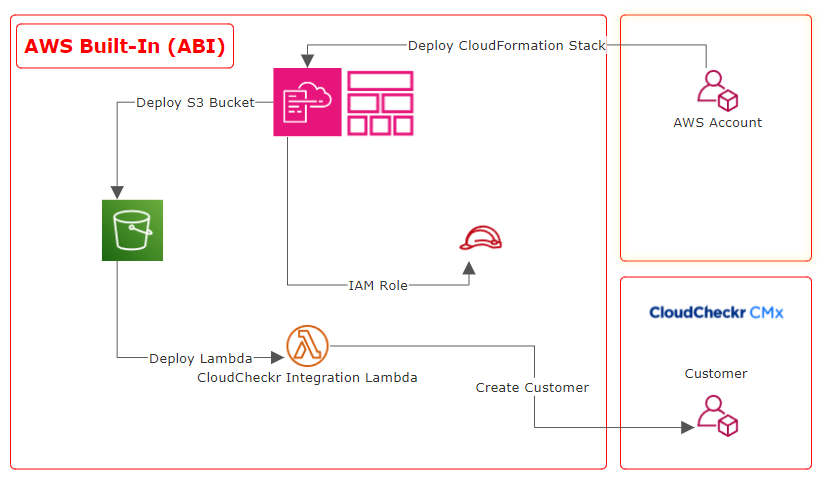 AWS Built-In (ABI)
Deploy CloudFormation Stack
Deploy S3 Bucket
AWS Account
IAM Role
CloudCheckr CMx
Deploy Lambda
CloudCheckr Integration Lambda
Customer
Create Customer